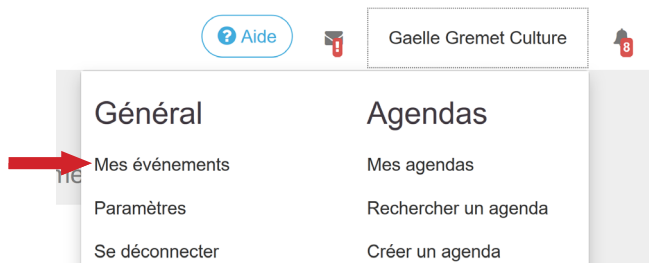 Aide
!
Gaelle Gremet Culture
8
Général
Agendas
Mes événements
Mes agendas
Paramètres
Rechercher un agenda
Se déconnecter
Créer un agenda